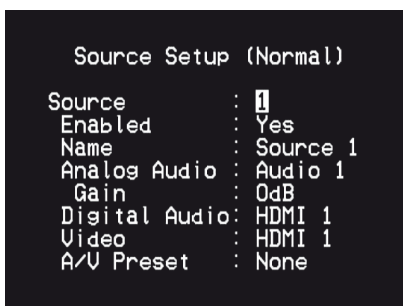 Source Setup (Normal)
Source : 1
Enabled : Yes
Name : Source 1
Analog Audio : Audio 1
Gain : 0dB
Digital Audio: HDMI 1
Video : HDMI 1
A/V Preset : None